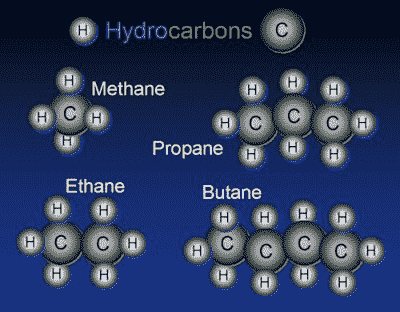 H Hydrocarbons C
Methane
H
H C H
H
Propane
H H H
H C C C H
H H H
Ethane
H H
H C C H
H H
Butane
H H H H
H C C C C H
H H H H